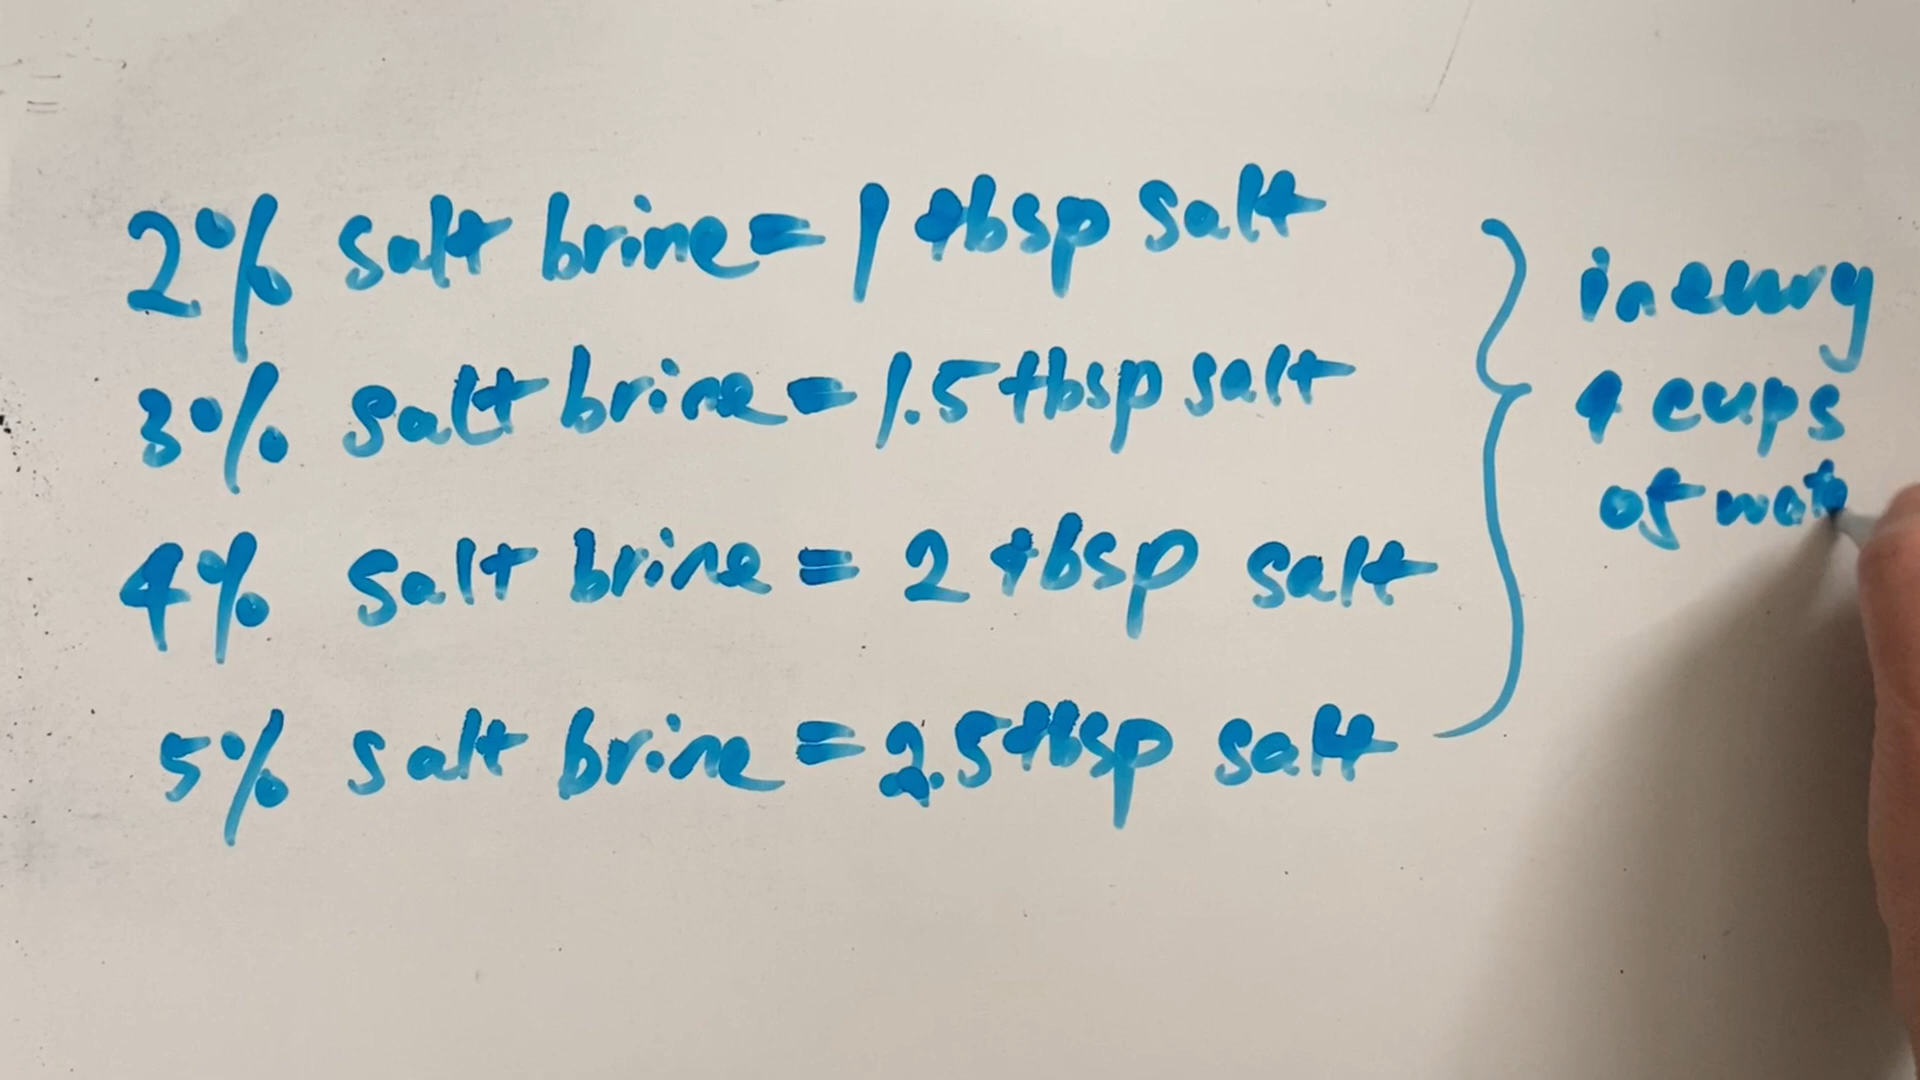 2% salt brine = 1 tbsp salt
3% salt brine = 1.5 tbsp salt
4% salt brine = 2 tbsp salt
5% salt brine = 2.5 tbsp salt
in every
4 cups
of wate